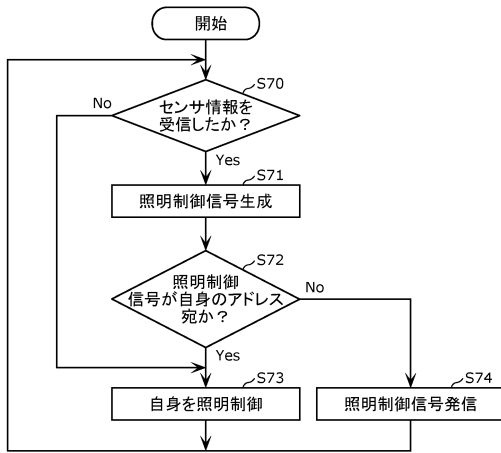 開始
S70
センサ情報を
受信したか？
No
Yes
S71
照明制御信号生成
S72
照明制御
信号が自身のアドレス
宛か？
No
Yes
S73
自身を照明制御
S74
照明制御信号発信